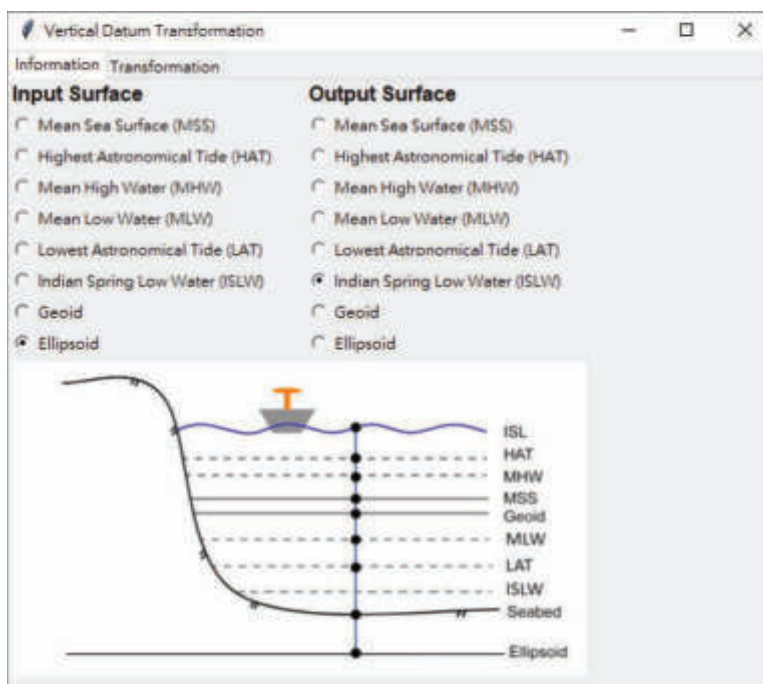 Vertical Datum Transformation
Information Transformation
Input Surface
Mean Sea Surface (MSS)
Highest Astronomical Tide (HAT)
Mean High Water (MHW)
Mean Low Water (MLW)
Lowest Astronomical Tide (LAT)
Indian Spring Low Water (ISLW)
Geoid
Ellipsoid
Output Surface
Mean Sea Surface (MSS)
Highest Astronomical Tide (HAT)
Mean High Water (MHW)
Mean Low Water (MLW)
Lowest Astronomical Tide (LAT)
Indian Spring Low Water (ISLW)
Geoid
Ellipsoid
ISL
HAT
MHW
MSS
Geoid
MLW
LAT
ISLW
Seabed
Ellipsoid